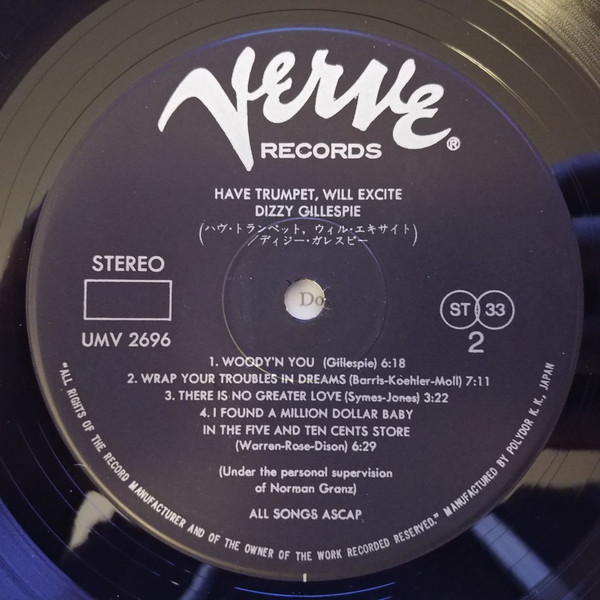 Verve®
RECORDS
HAVE TRUMPET, WILL EXCITE
DIZZY GILLESPIE
(ハヴ・トランペット, ウィル・エキサイト/ディジー・ガレスピー)
STEREO
UMV 2696
ST 33
2
Do
1. WOODY'N YOU (Gillespie) 6:18
2. WRAP YOUR TROUBLES IN DREAMS (Barris-Koehler-Moll) 7:11
3. THERE IS NO GREATER LOVE (Symes-Jones) 3:22
4. I FOUND A MILLION DOLLAR BABY
IN THE FIVE AND TEN CENTS STORE
(Warren-Rose-Dison) 6:29
(Under the personal supervision
of Norman Granz)
ALL SONGS ASCAP
"ALL RIGHTS OF THE RECORD MANUFACTURER AND OF THE OWNER OF THE WORK RECORDED RESERVED." MANUFACTURED BY POLYDOR K. K., JAPAN